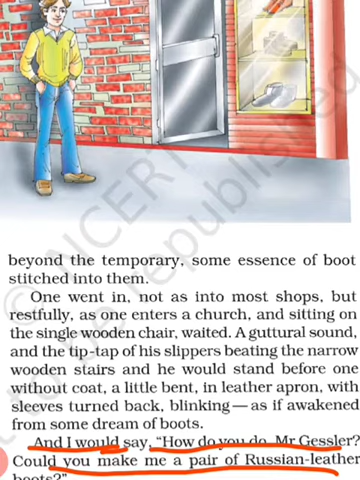 beyond the temporary, some essence of boot
stitched into them.
One went in, not as into most shops, but
restfully, as one enters a church, and sitting on
the single wooden chair, waited. A guttural sound,
and the tip-tap of his slippers beating the narrow
wooden stairs and he would stand before one
without coat, a little bent, in leather apron, with
sleeves turned back, blinking — as if awakened
from some dream of boots.
And I would say, “How do you do, Mr Gessler?
Could you make me a pair of Russian-leather
boots?”